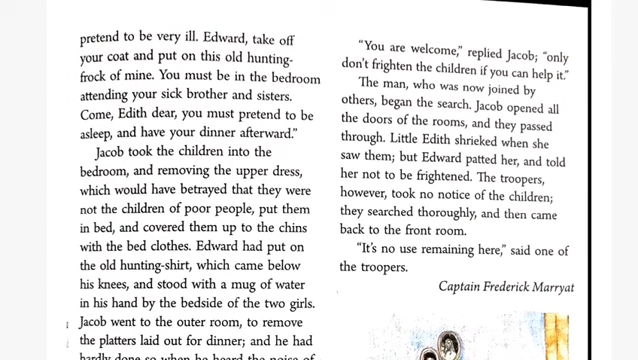 pretend to be very ill. Edward, take off
your coat and put on this old hunting-
frock of mine. You must be in the bedroom
attending your sick brother and sisters.
Come, Edith dear, you must pretend to be
asleep, and have your dinner afterward.”
Jacob took the children into the
bedroom, and removing the upper dress,
which would have betrayed that they were
not the children of poor people, put them
in bed, and covered them up to the chins
with the bed clothes. Edward had put on
the old hunting-shirt, which came below
his knees, and stood with a mug of water
in his hand by the bedside of the two girls.
Jacob went to the outer room, to remove
the platters laid out for dinner; and he had
hardly done so when he heard the noise of
“You are welcome,” replied Jacob; “only
don’t frighten the children if you can help it.”
The man, who was now joined by
others, began the search. Jacob opened all
the doors of the rooms, and they passed
through. Little Edith shrieked when she
saw them; but Edward patted her, and told
her not to be frightened. The troopers,
however, took no notice of the children;
they searched thoroughly, and then came
back to the front room.
“It’s no use remaining here,” said one of
the troopers.
Captain Frederick Marryat